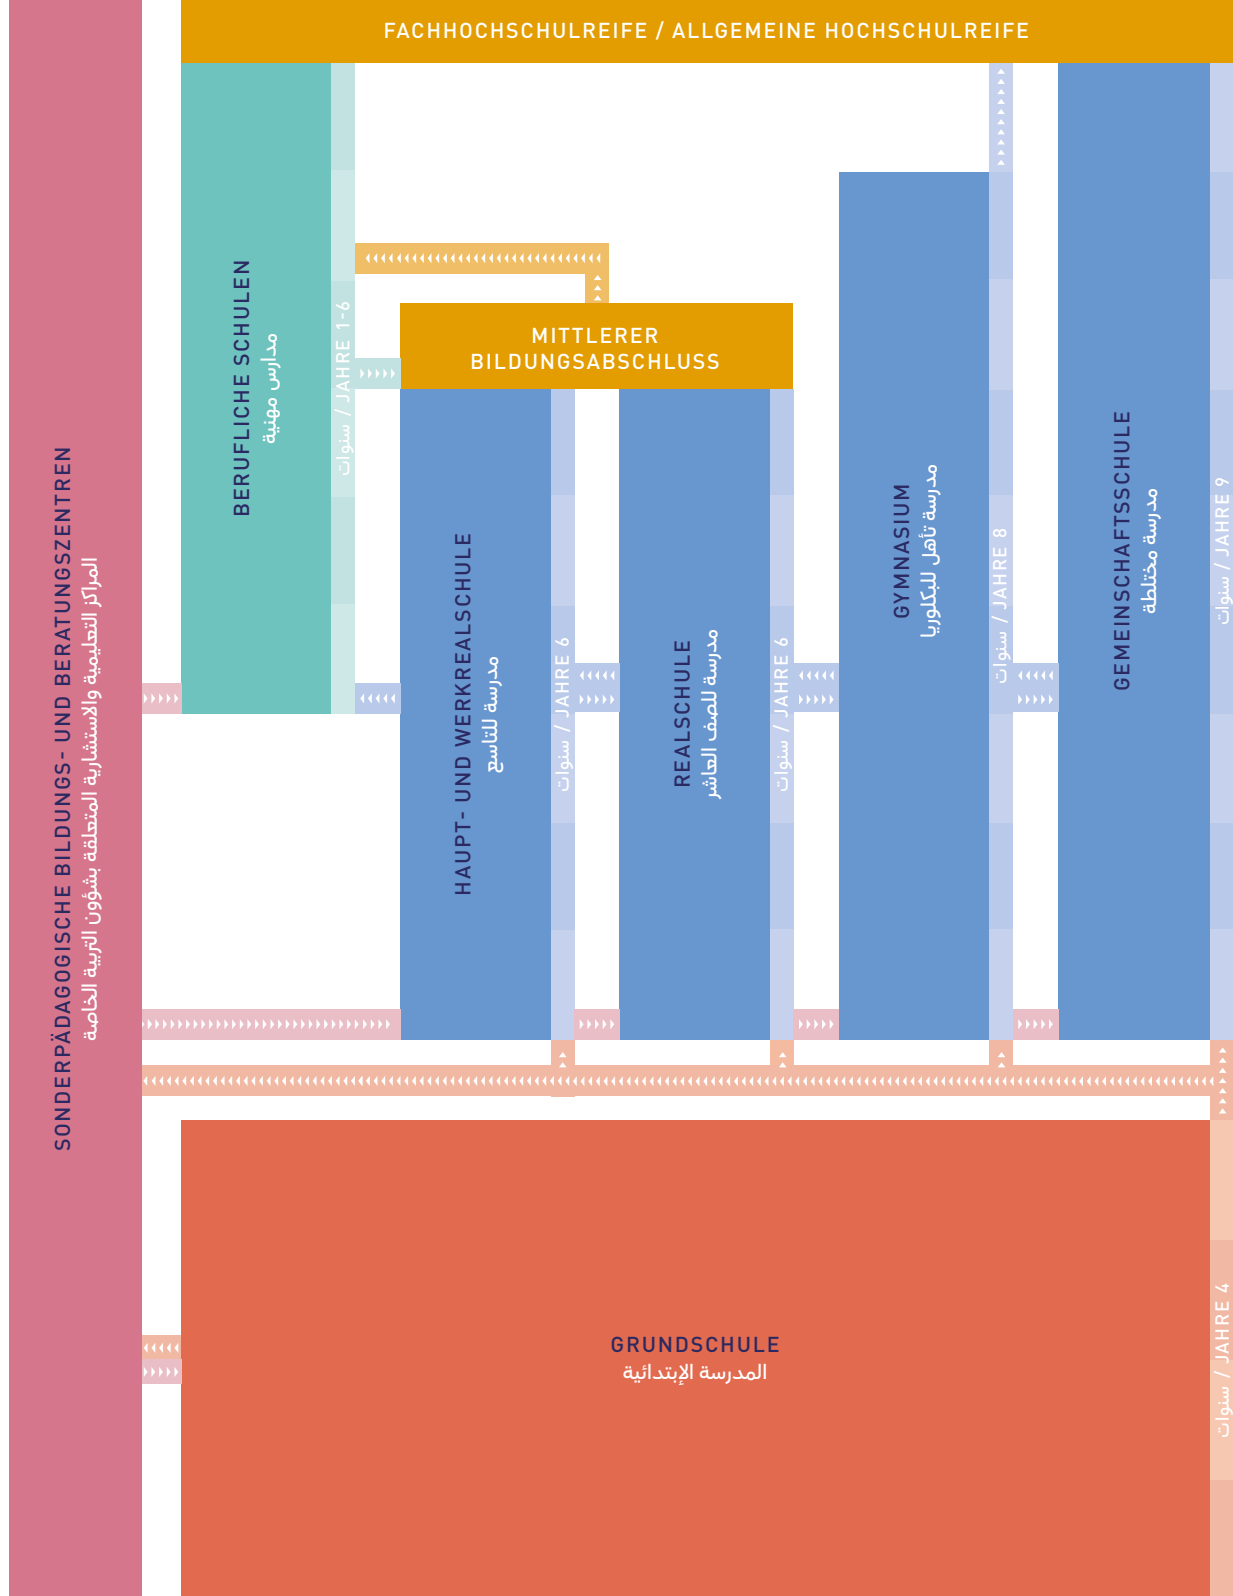 FACHHOCHSCHULREIFE / ALLGEMEINE HOCHSCHULREIFE
SONDERPÄDAGOGISCHE BILDUNGS- UND BERATUNGSZENTREN
المراكز التعليمية والاستشارية المتعلقة بشؤون التربية الخاصة
BERUFLICHE SCHULEN
مدارس مهنية
سنوات / JAHRE 1-6
MITTLERER
BILDUNGSABSCHLUSS
HAUPT- UND WERKREALSCHULE
مدرسة للتاسع
سنوات / JAHRE 6
REALSCHULE
مدرسة للصف العاشر
سنوات / JAHRE 6
GYMNASIUM
مدرسة تأهل للبكلوريا
سنوات / JAHRE 8
GEMEINSCHAFTSSCHULE
مدرسة مختلطة
سنوات / JAHRE 9
GRUNDSCHULE
المدرسة الإبتدائية
سنوات / JAHRE 4